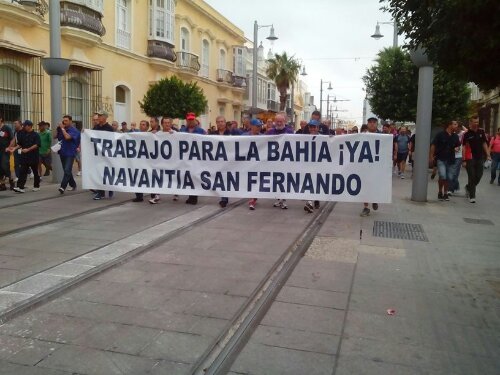 TRABAJO PARA LA BAHÍA ¡YA!
NAVANTIA SAN FERNANDO